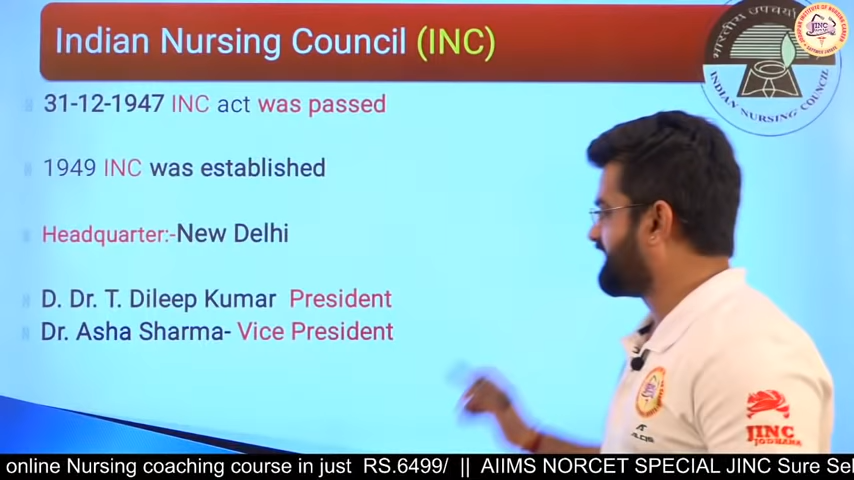 Indian Nursing Council (INC)
भारतीय उपचर्या
INDIAN NURSING COUNCIL
JINC
31-12-1947 INC act was passed
1949 INC was established
Headquarter:-New Delhi
D. Dr. T. Dileep Kumar President
Dr. Asha Sharma- Vice President
JINC
online Nursing coaching course in just RS.6499/ || AIIMS NORCET SPECIAL JINC Sure Sel